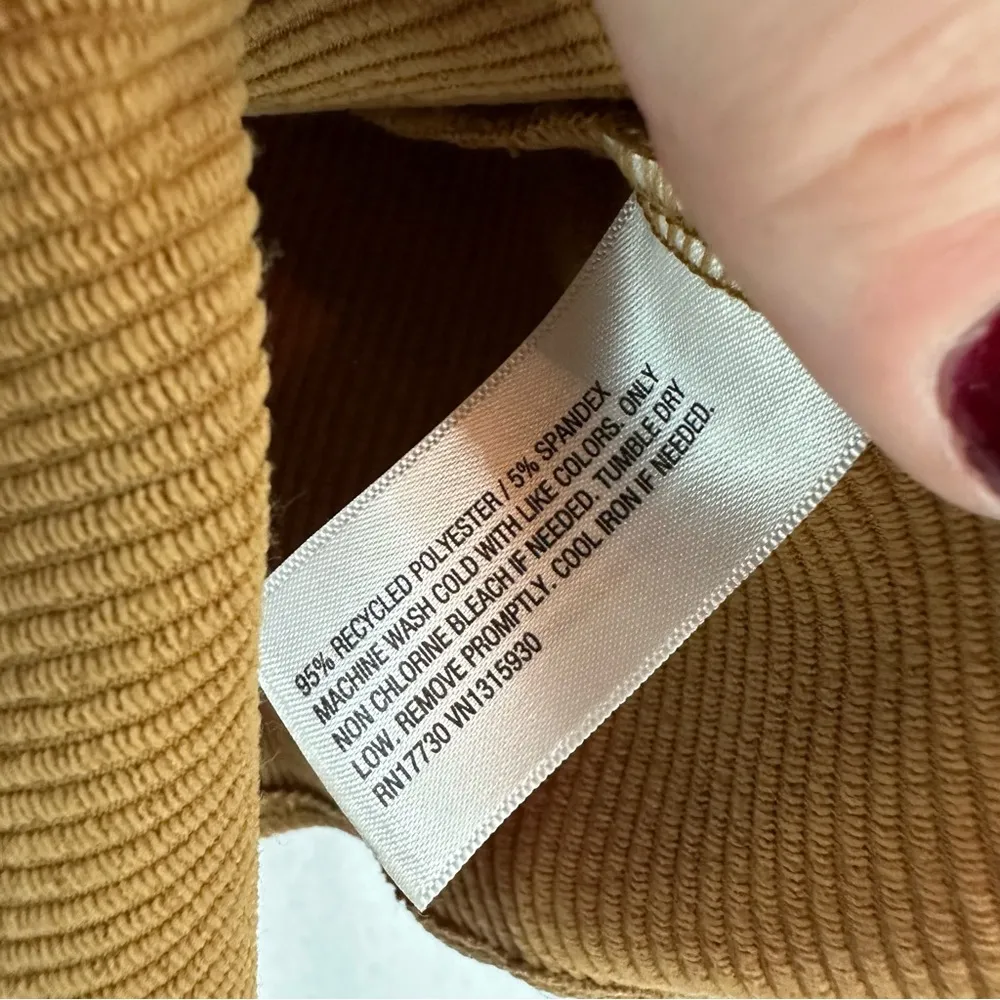 95% RECYCLED POLYESTER / 5% SPANDEX
MACHINE WASH COLD WITH LIKE COLORS. ONLY
NON CHLORINE BLEACH IF NEEDED. TUMBLE DRY
LOW. REMOVE PROMPTLY. COOL IRON IF NEEDED.
RN17730 VN1315930